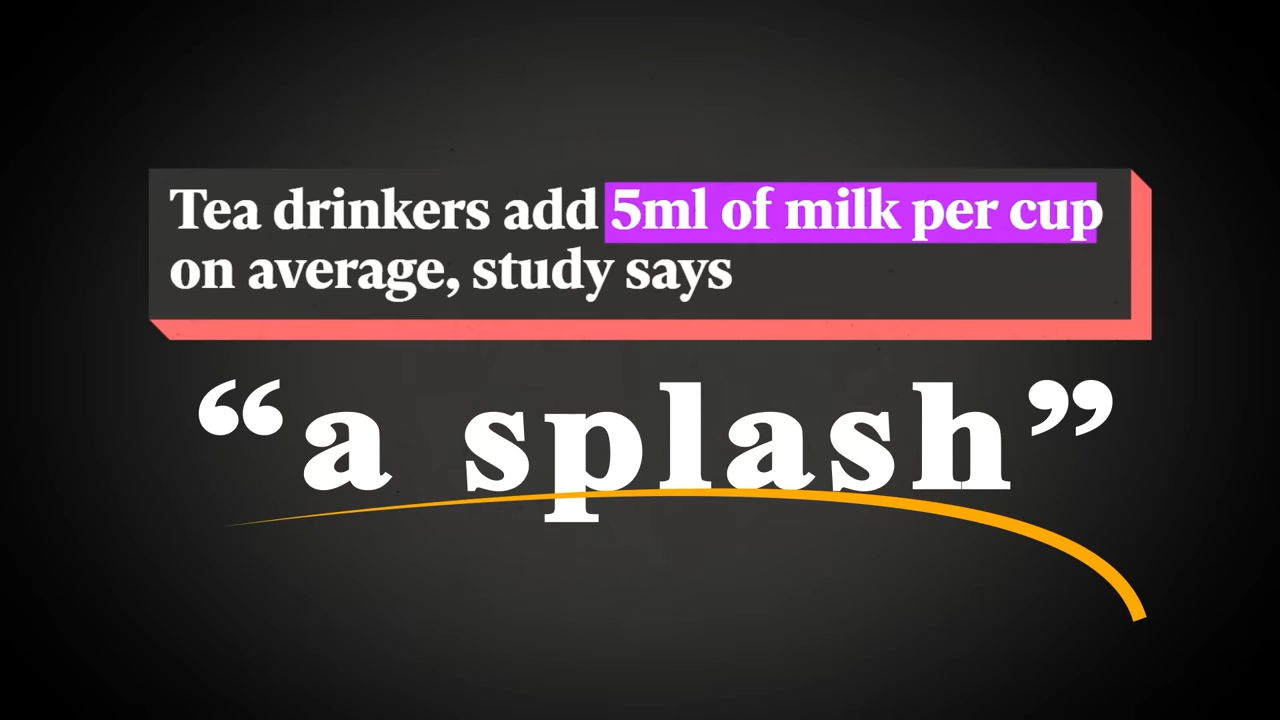 Tea drinkers add 5ml of milk per cup
on average, study says
“a splash”